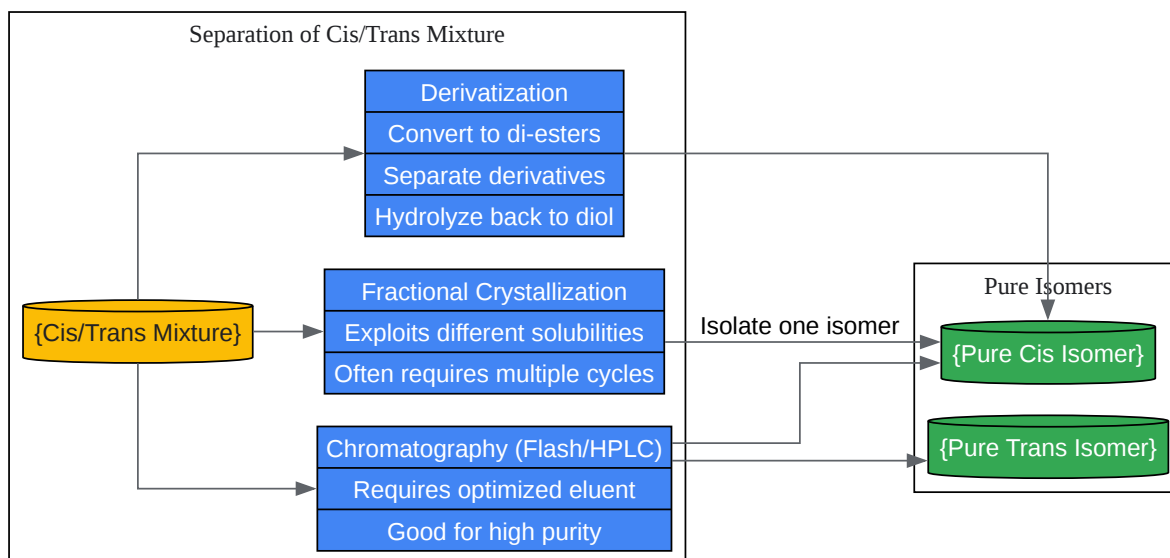 Separation of Cis/Trans Mixture
Derivatization
Convert to di-esters
Separate derivatives
Hydrolyze back to diol
{Cis/Trans Mixture}
Fractional Crystallization
Exploits different solubilities
Often requires multiple cycles
Chromatography (Flash/HPLC)
Requires optimized eluent
Good for high purity
Isolate one isomer
Pure Isomers
{Pure Cis Isomer}
{Pure Trans Isomer}